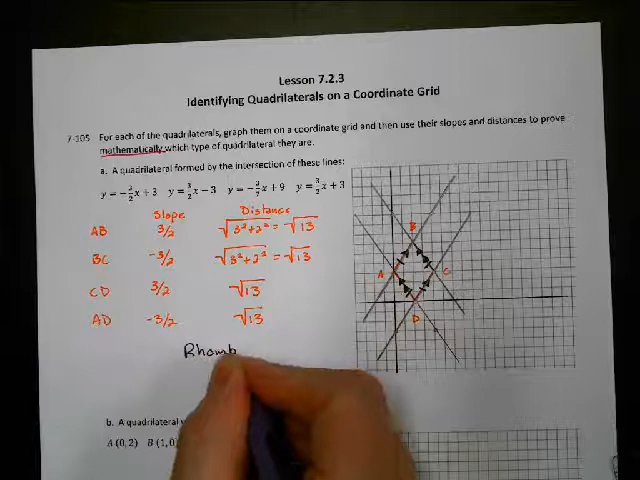 Lesson 7.2.3
Identifying Quadrilaterals on a Coordinate Grid
7-105 For each of the quadrilaterals, graph them on a coordinate grid and then use their slopes and distances to prove
mathematically which type of quadrilateral they are.
a. A quadrilateral formed by the intersection of these lines:
y = -3/2x + 3 y = 3/2x - 3 y = -3/2x + 9 y = 3/2x + 3
Slope Distance
AB 3/2 √3²+2² = √13
BC -3/2 √3²+2² = √13
CD 3/2 √13
AD -3/2 √13
B
A C
D
Rhomb
b. A quadrilateral
A (0,2) B (1,0)